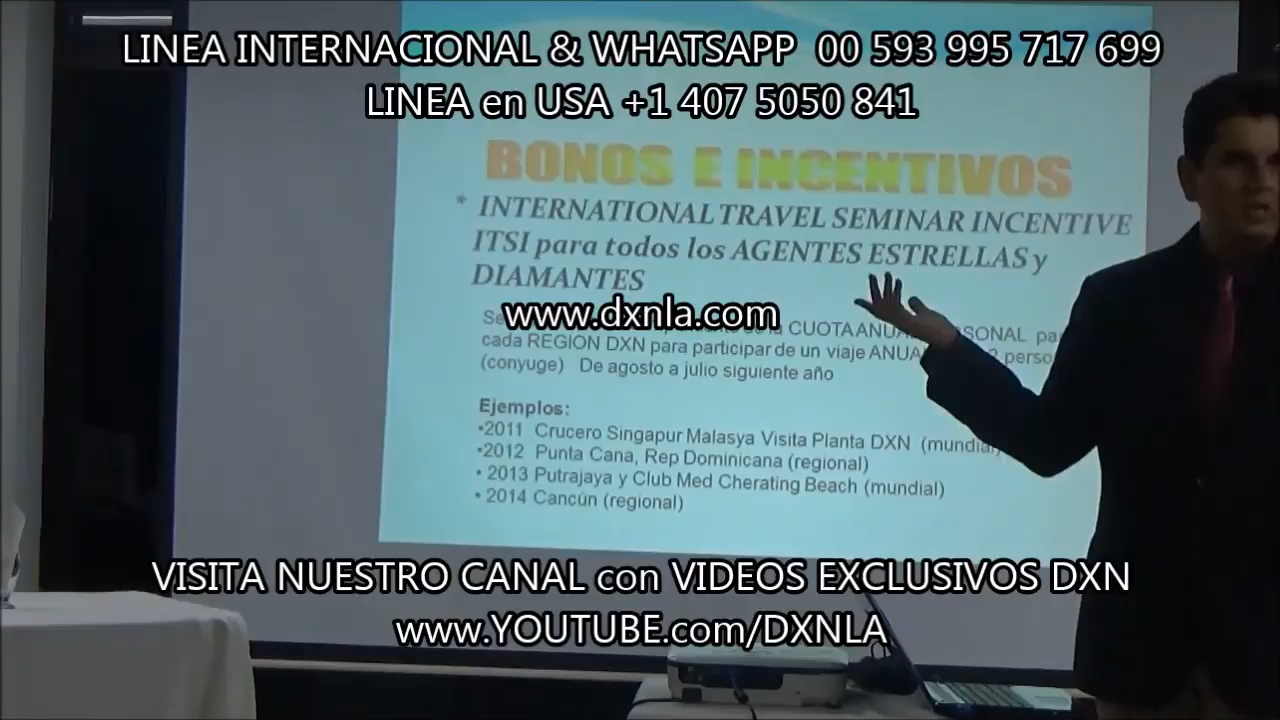 LINEA INTERNACIONAL & WHATSAPP 00 593 995 717 699
LINEA en USA +1 407 5050 841
BONOS E INCENTIVOS
* INTERNATIONAL TRAVEL SEMINAR INCENTIVE
ITSI para todos los AGENTES ESTRELLAS y
DIAMANTES
www.dxnla.com
CUOTA ANUAL
cada REGION DXN para participar de un viaje
(conyuge) De agosto a julio siguiente año
Ejemplos:
•2011 Crucero Singapur Malasya Visita Planta DXN (mundial)
•2012 Punta Cana, Rep Dominicana (regional)
• 2013 Putrajaya y Club Med Cherating Beach (mundial)
• 2014 Cancún (regional)
VISITA NUESTRO CANAL con VIDEOS EXCLUSIVOS DXN
www.YOUTUBE.com/DXNLA